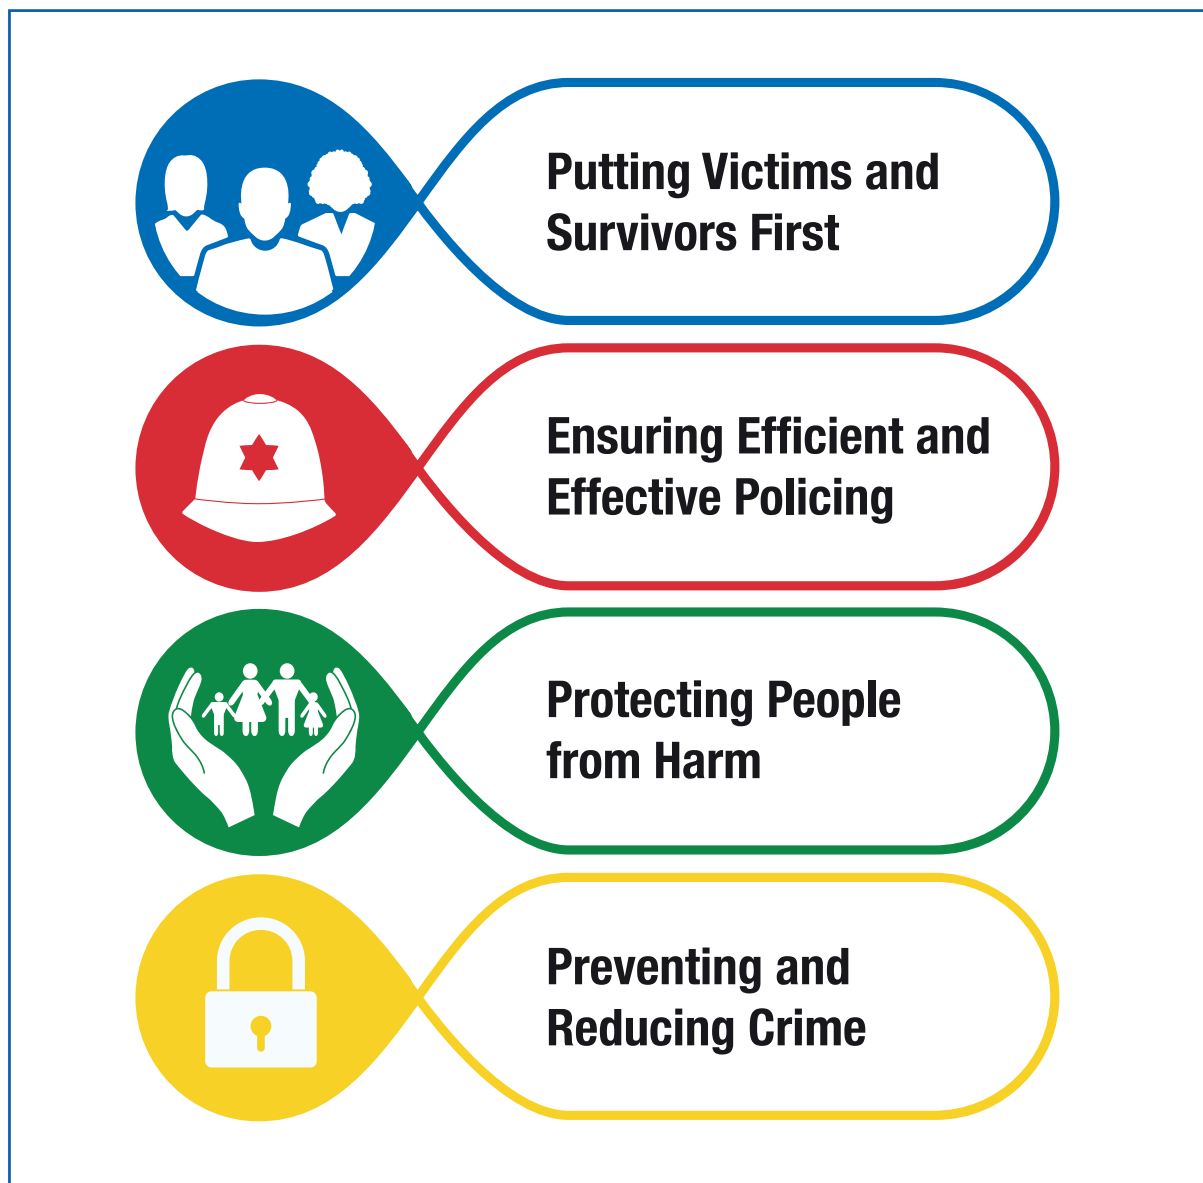 Putting Victims and
Survivors First
Ensuring Efficient and
Effective Policing
Protecting People
from Harm
Preventing and
Reducing Crime